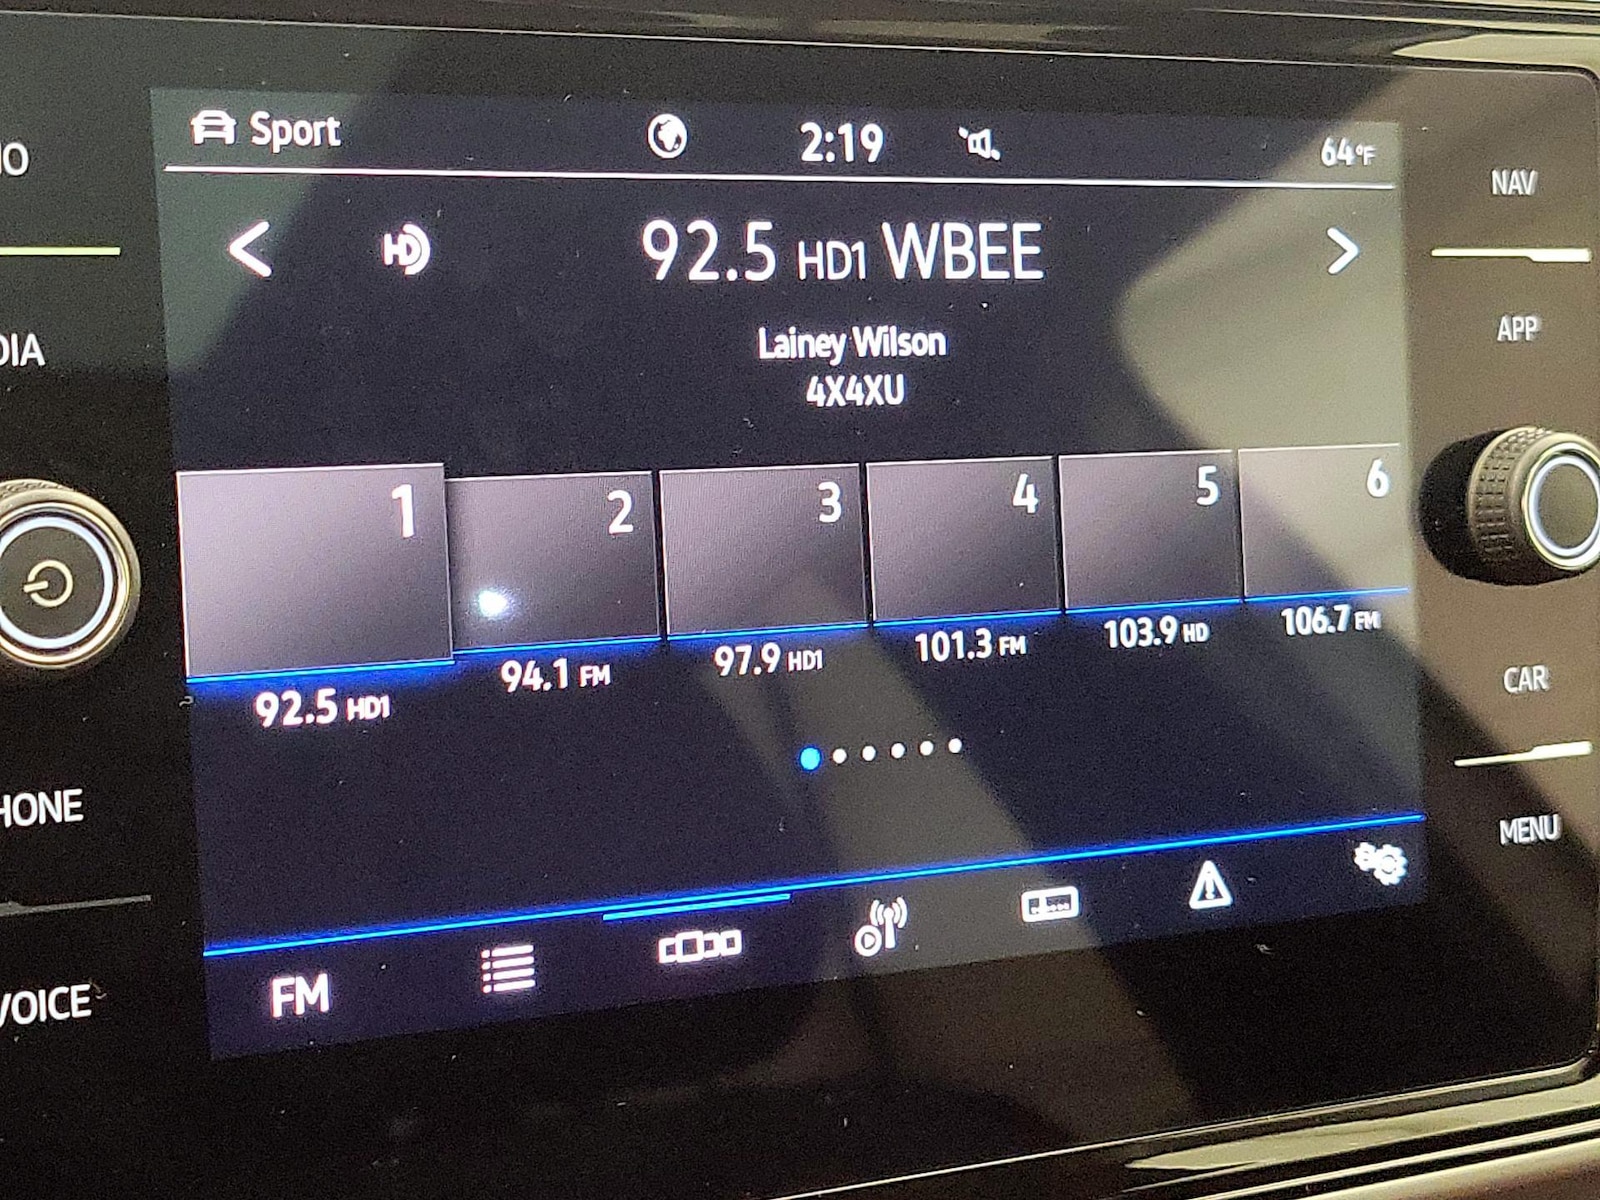 Sport 2:19 64°F
HD 92.5 HD1 WBEE
Lainey Wilson
4X4XU
1 2 3 4 5 6
92.5 HD1 94.1 FM 97.9 HD1 101.3 FM 103.9 HD 106.7 FM
FM
IO
DIA
HONE
VOICE
NAV
APP
CAR
MENU